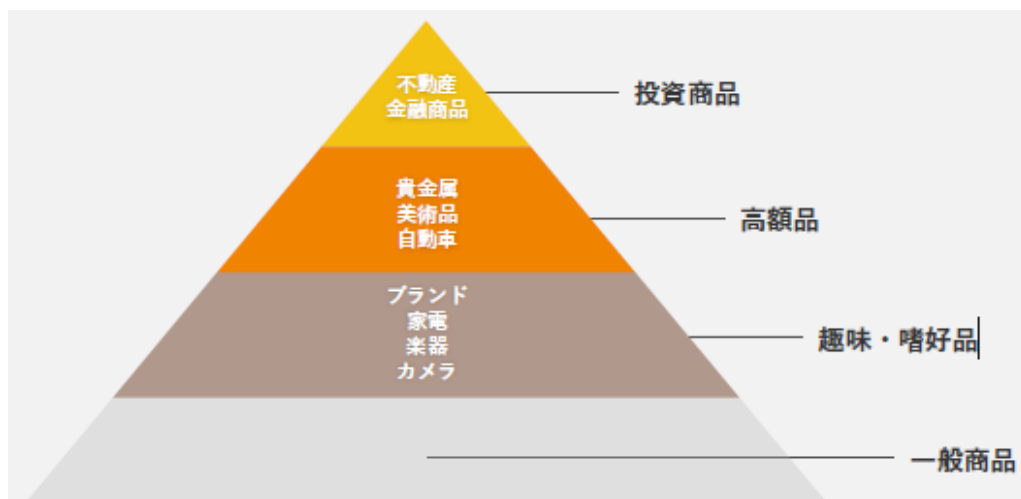 不動産
金融商品
投資商品
貴金属
美術品
自動車
高額品
ブランド
家電
楽器
カメラ
趣味・嗜好品
一般商品